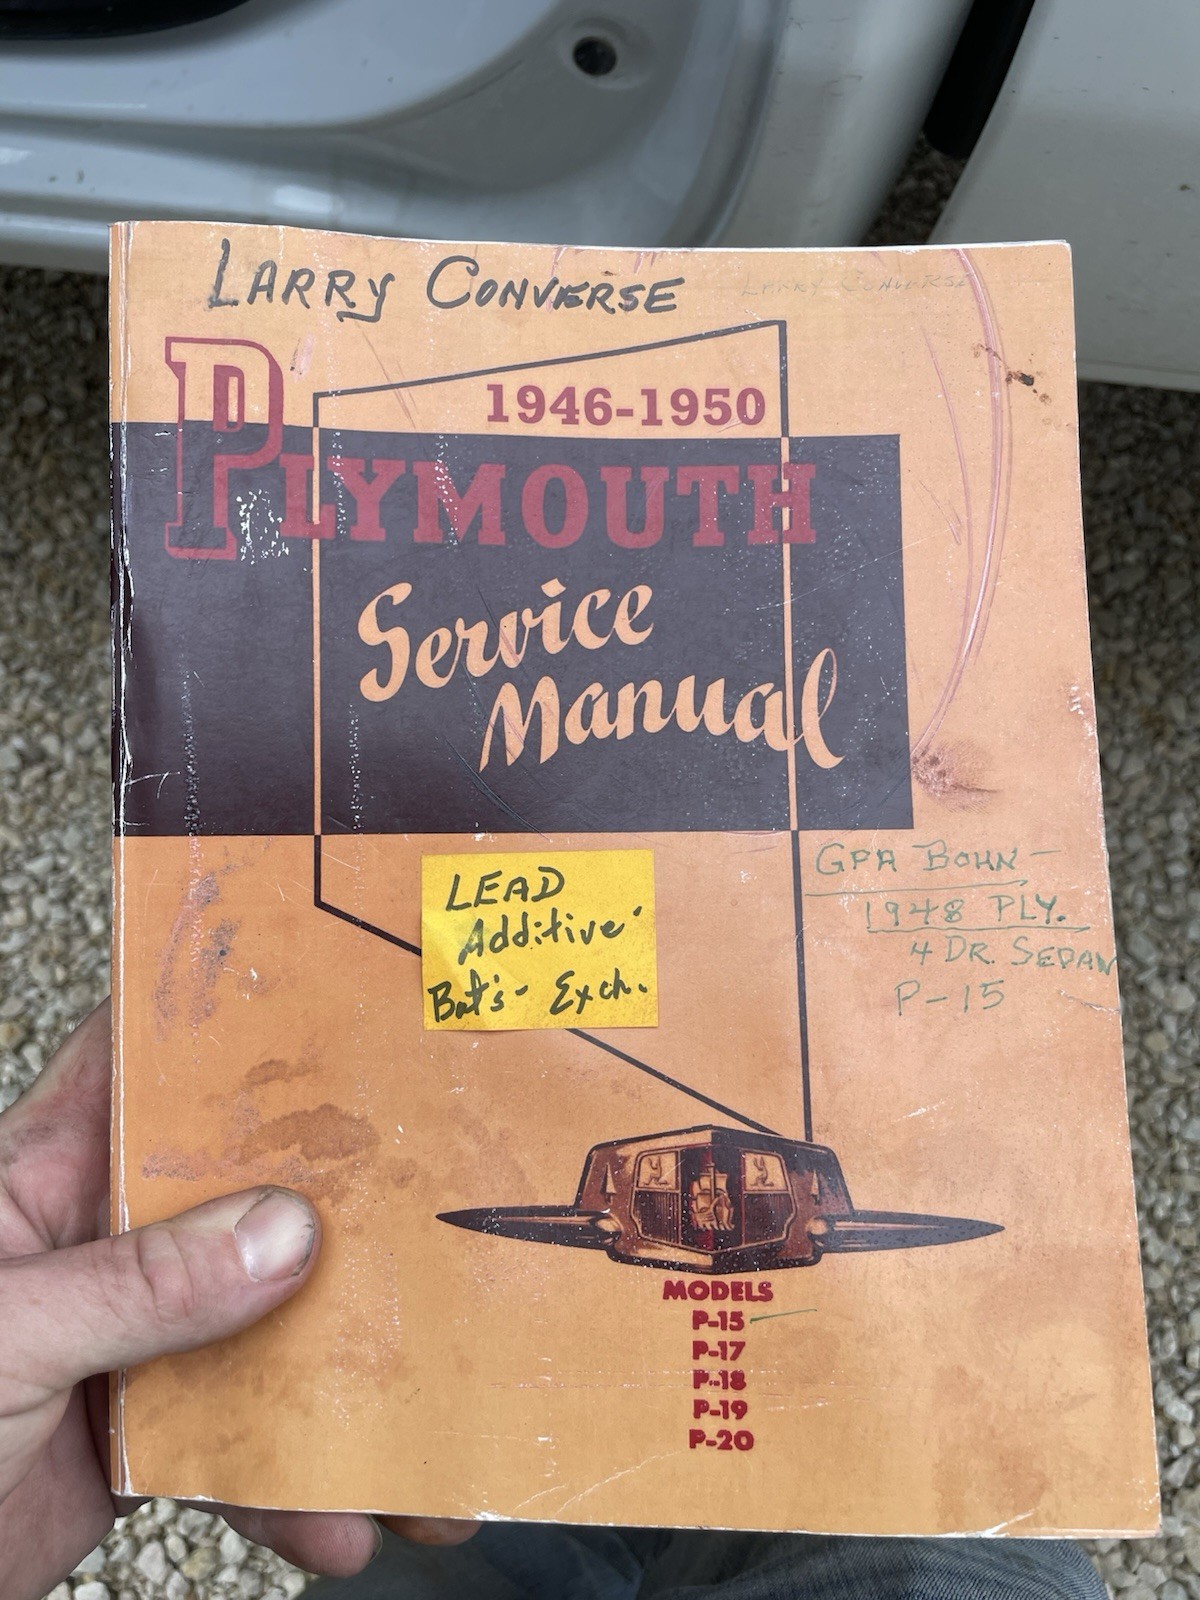 LARRY CONVERSE
LARRY CONVERSE
1946-1950
PLYMOUTH
Service
Manual
GPA BOHN -
1948 PLY.
4 DR. SEDAN
P-15
LEAD
Additive
Bat's - Exch.
MODELS
P-15
P-17
P-18
P-19
P-20